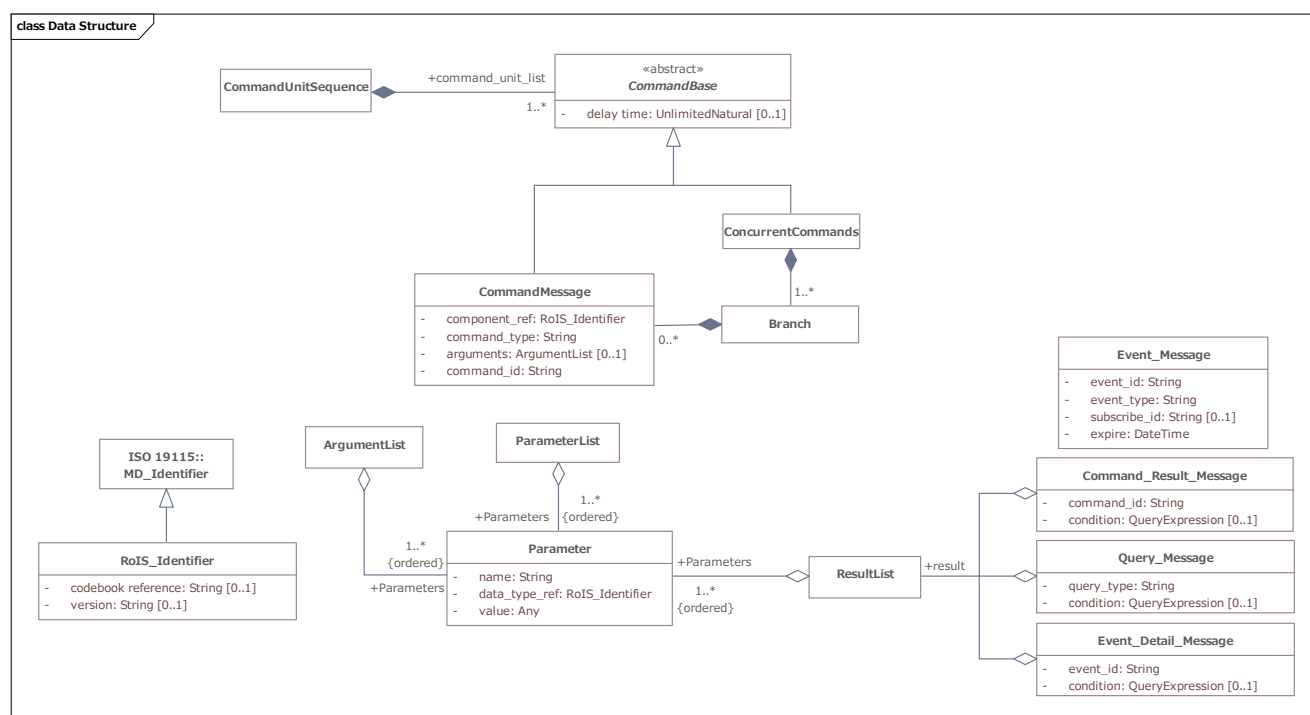 class Data Structure
CommandUnitSequence
+command_unit_list
1..*
«abstract»
CommandBase
- delay time: UnlimitedNatural [0..1]
ConcurrentCommands
1..*
Branch
0..*
CommandMessage
- component_ref: RoIS_Identifier
- command_type: String
- arguments: ArgumentList [0..1]
- command_id: String
Event_Message
- event_id: String
- event_type: String
- subscribe_id: String [0..1]
- expire: DateTime
ISO 19115::
MD_Identifier
RoIS_Identifier
- codebook reference: String [0..1]
- version: String [0..1]
ArgumentList
1..*
{ordered}
+Parameters
ParameterList
1..*
+Parameters {ordered}
Parameter
- name: String
- data_type_ref: RoIS_Identifier
- value: Any
+Parameters
1..*
{ordered}
ResultList
+result
Command_Result_Message
- command_id: String
- condition: QueryExpression [0..1]
Query_Message
- query_type: String
- condition: QueryExpression [0..1]
Event_Detail_Message
- event_id: String
- condition: QueryExpression [0..1]